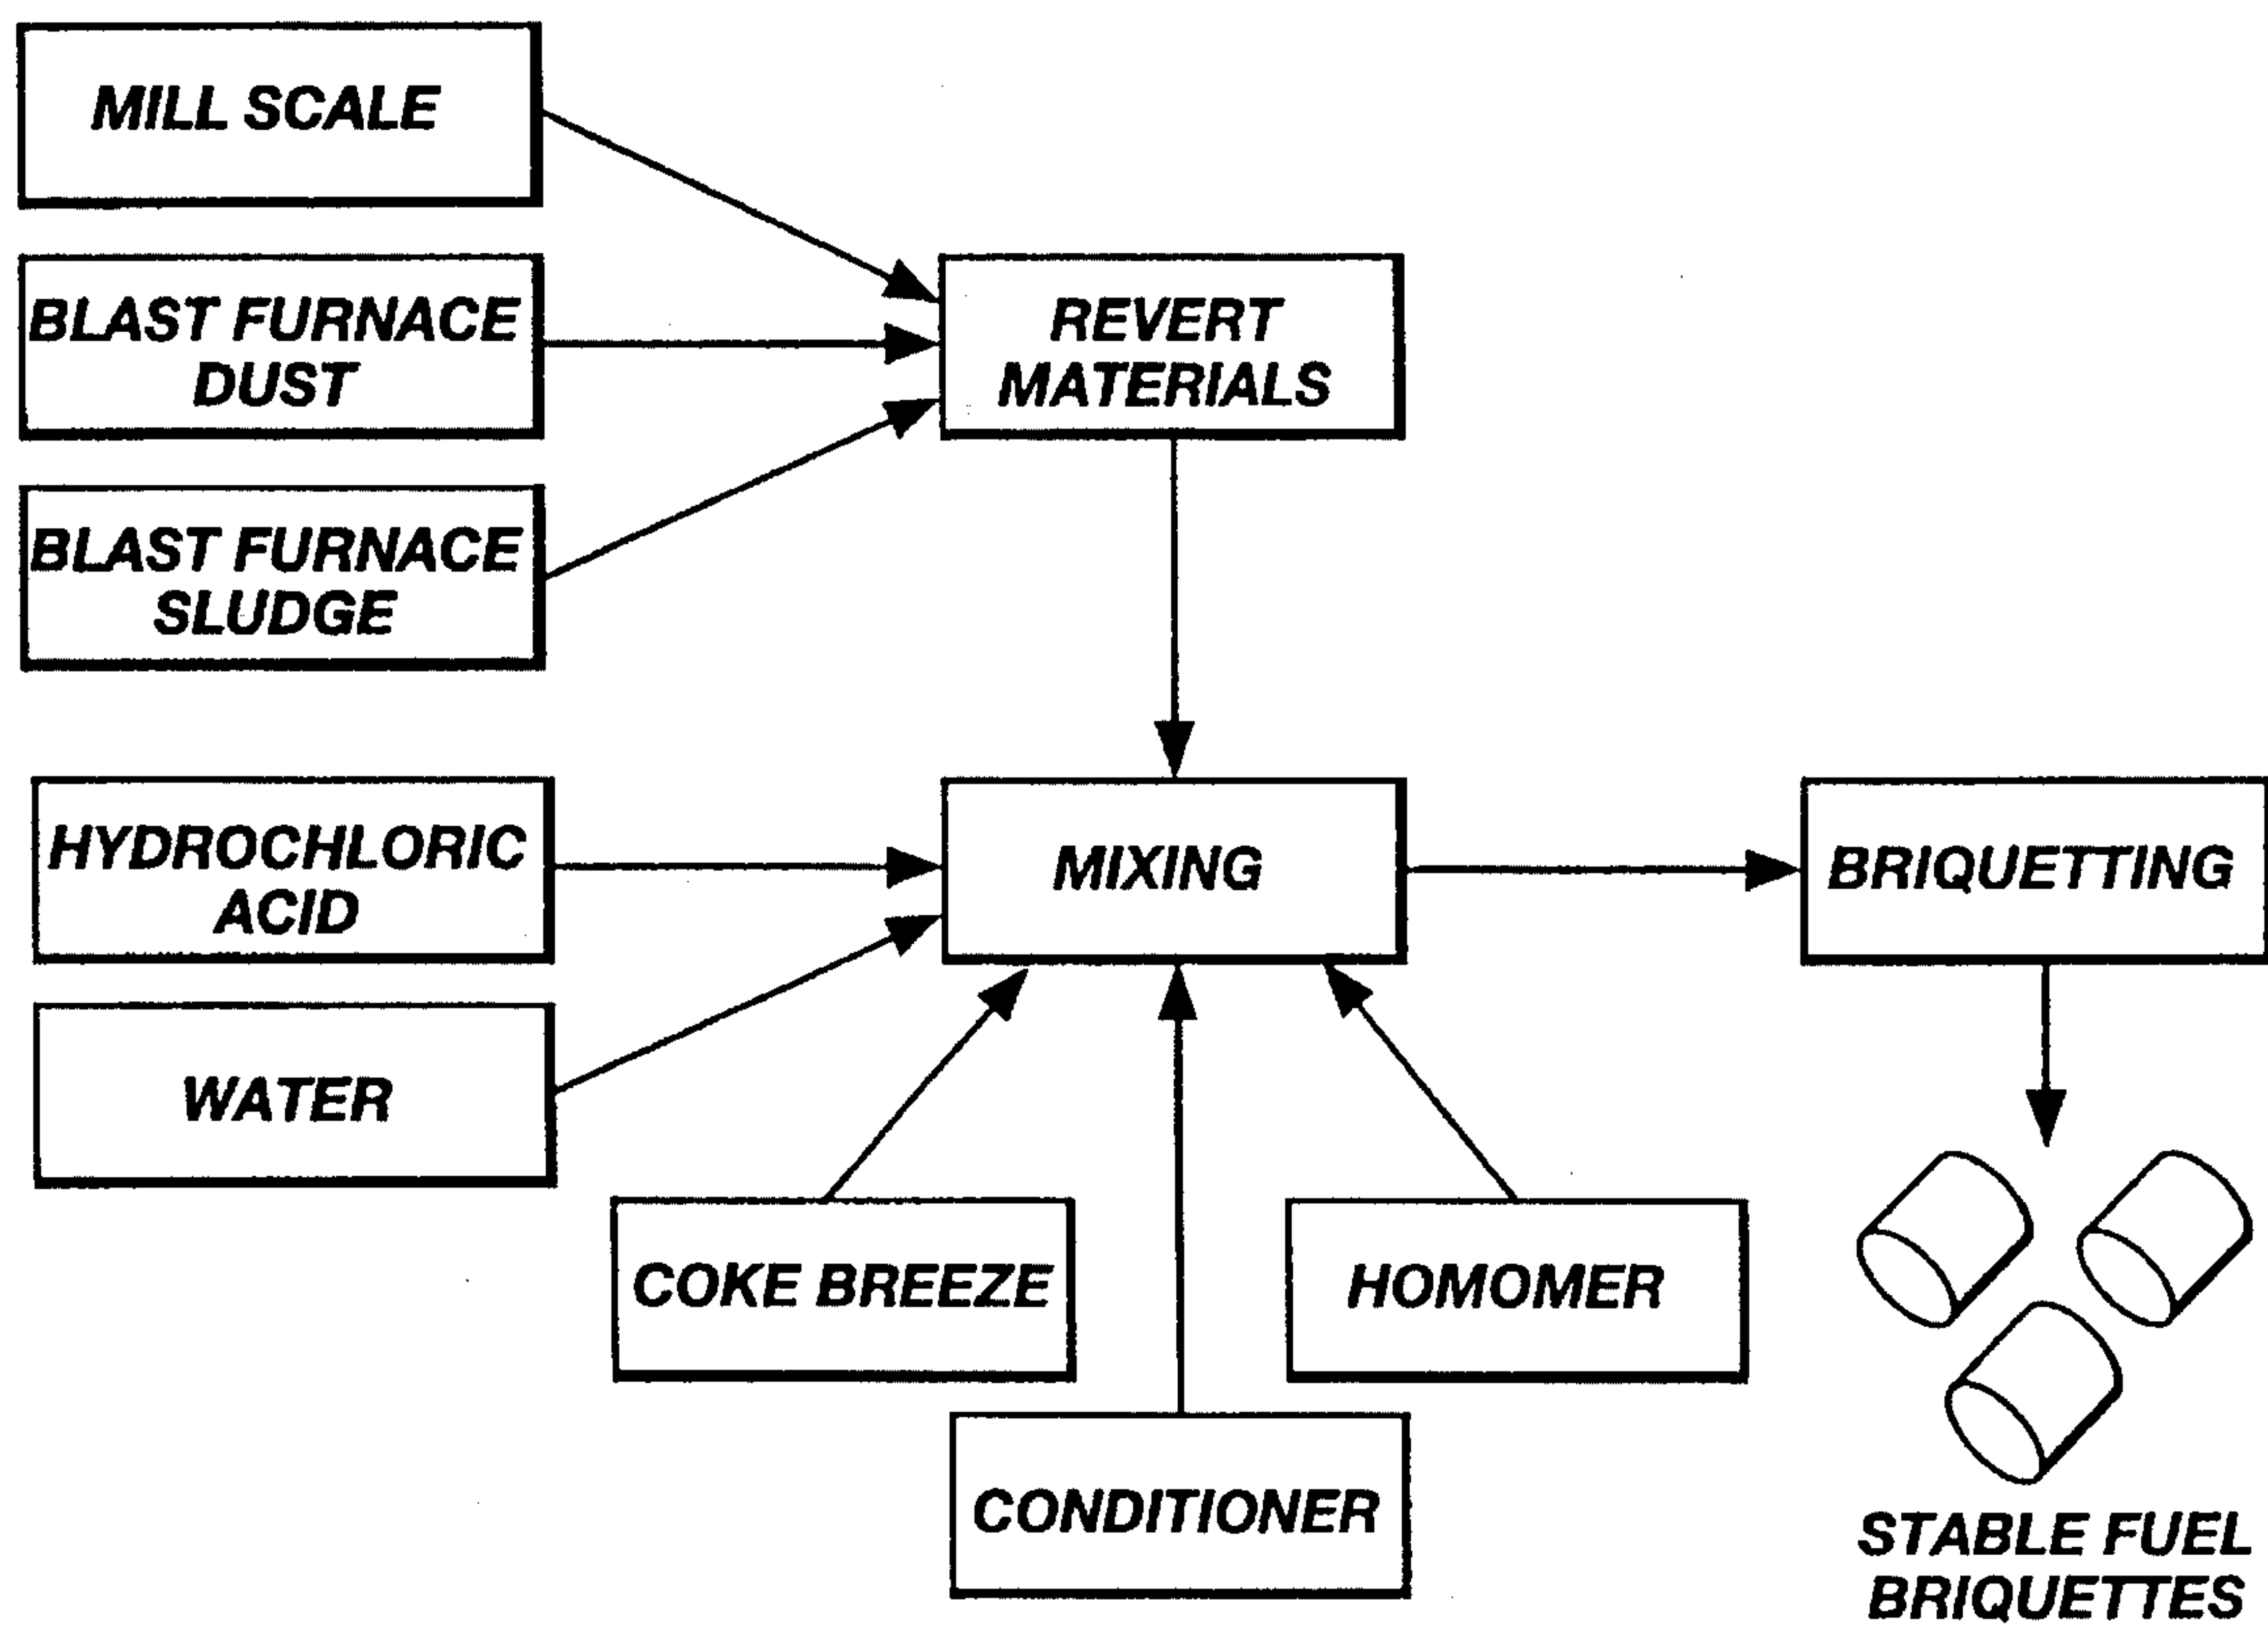 MILL SCALE
BLAST FURNACE
DUST
REVERT
MATERIALS
BLAST FURNACE
SLUDGE
HYDROCHLORIC
ACID
MIXING
BRIQUETTING
WATER
COKE BREEZE
HOMOMER
CONDITIONER
STABLE FUEL
BRIQUETTES